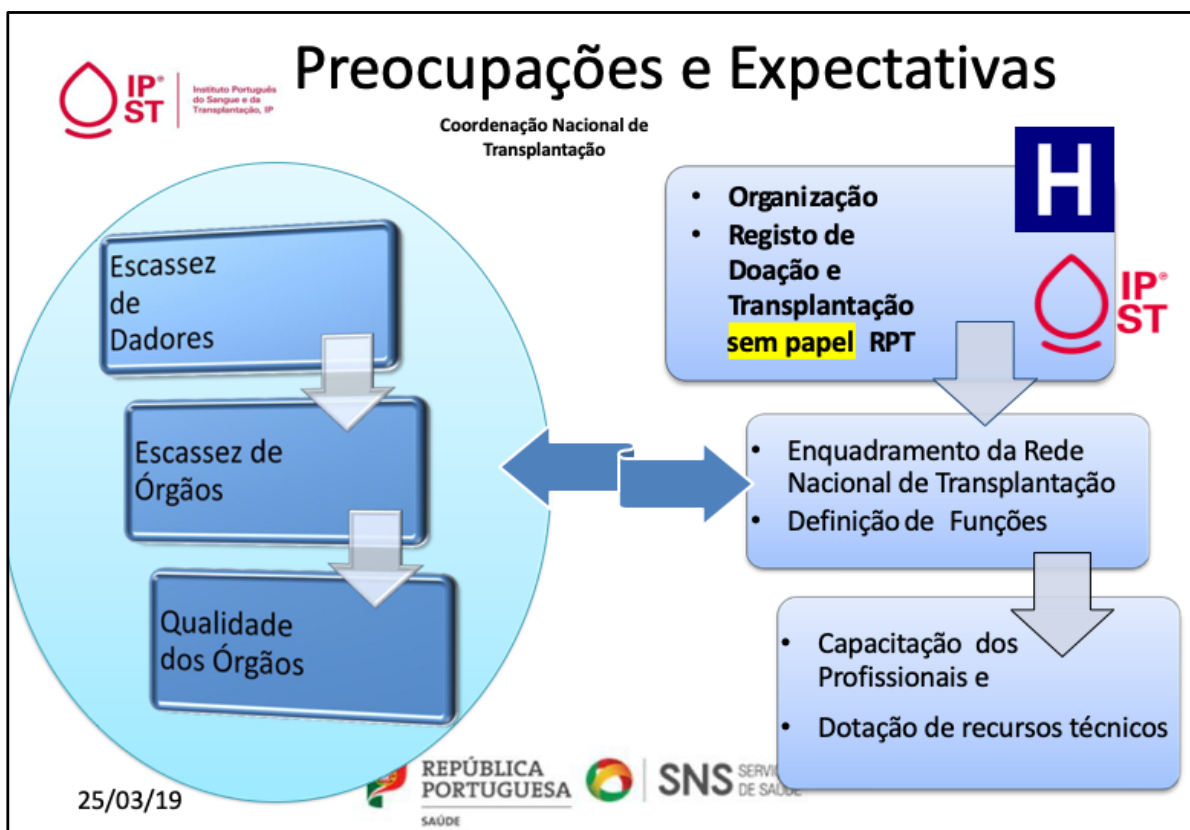 Preocupações e Expectativas
IP®
ST
Instituto Português
do Sangue e da
Transplantação, IP
Coordenação Nacional de
Transplantação
Escassez
de
Dadores
Escassez de
Órgãos
Qualidade
dos Órgãos
H
• Organização
• Registo de
Doação e
Transplantação
sem papel RPT
IP®
ST
• Enquadramento da Rede
Nacional de Transplantação
• Definição de Funções
• Capacitação dos
Profissionais e
• Dotação de recursos técnicos
25/03/19
REPÚBLICA
PORTUGUESA
SAÚDE
SNS
DE SAÚDE